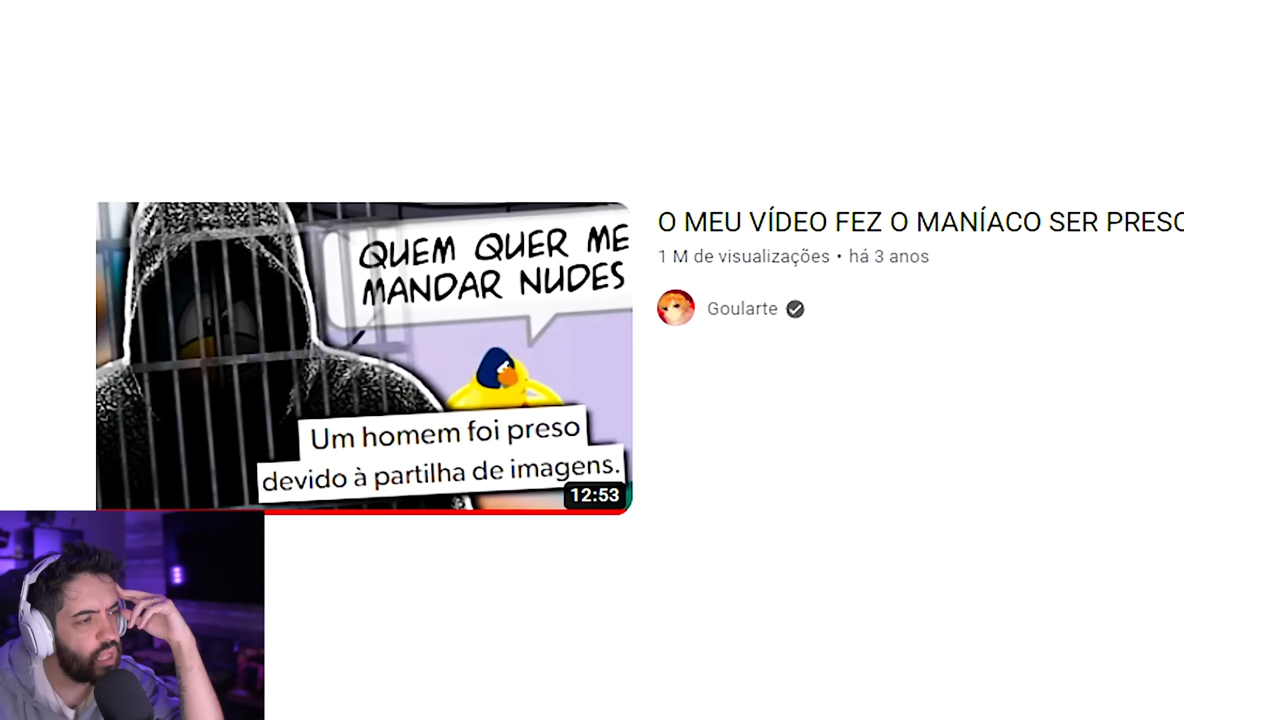 QUEM QUER ME
MANDAR NUDES
Um homem foi preso
devido à partilha de imagens.
12:53
O MEU VÍDEO FEZ O MANÍACO SER PRESO
1 M de visualizações • há 3 anos
Goularte